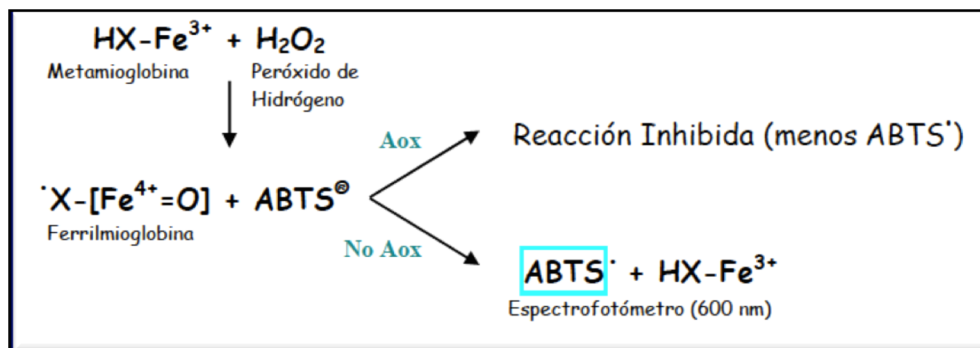 HX-Fe³⁺ + H₂O₂
Metamioglobina Peróxido de
Hidrógeno
Aox
Reacción Inhibida (menos ABTS˙)
˙X-[Fe⁴⁺=O] + ABTS®
Ferrilmioglobina
No Aox
ABTS˙ + HX-Fe³⁺
Espectrofotómetro (600 nm)